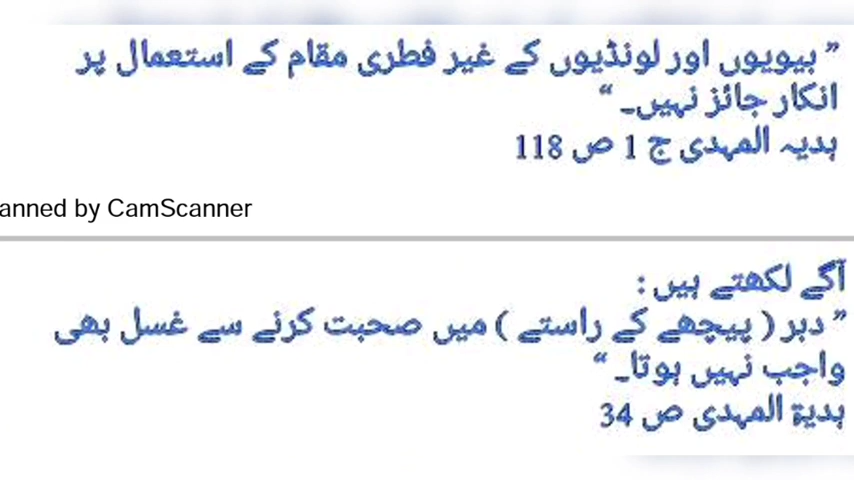 ” بیویوں اور لونڈیوں کے غیر فطری مقام کے استعمال پر
انکار جائز نہیں۔ “
ہدیہ المہدی ج 1 ص 118
anned by CamScanner
آگے لکھتے ہیں :
” دبر ( پیچھے کے راستے ) میں صحبت کرنے سے غسل بھی
واجب نہیں ہوتا۔ “
ہدیۃ المہدی ص 34